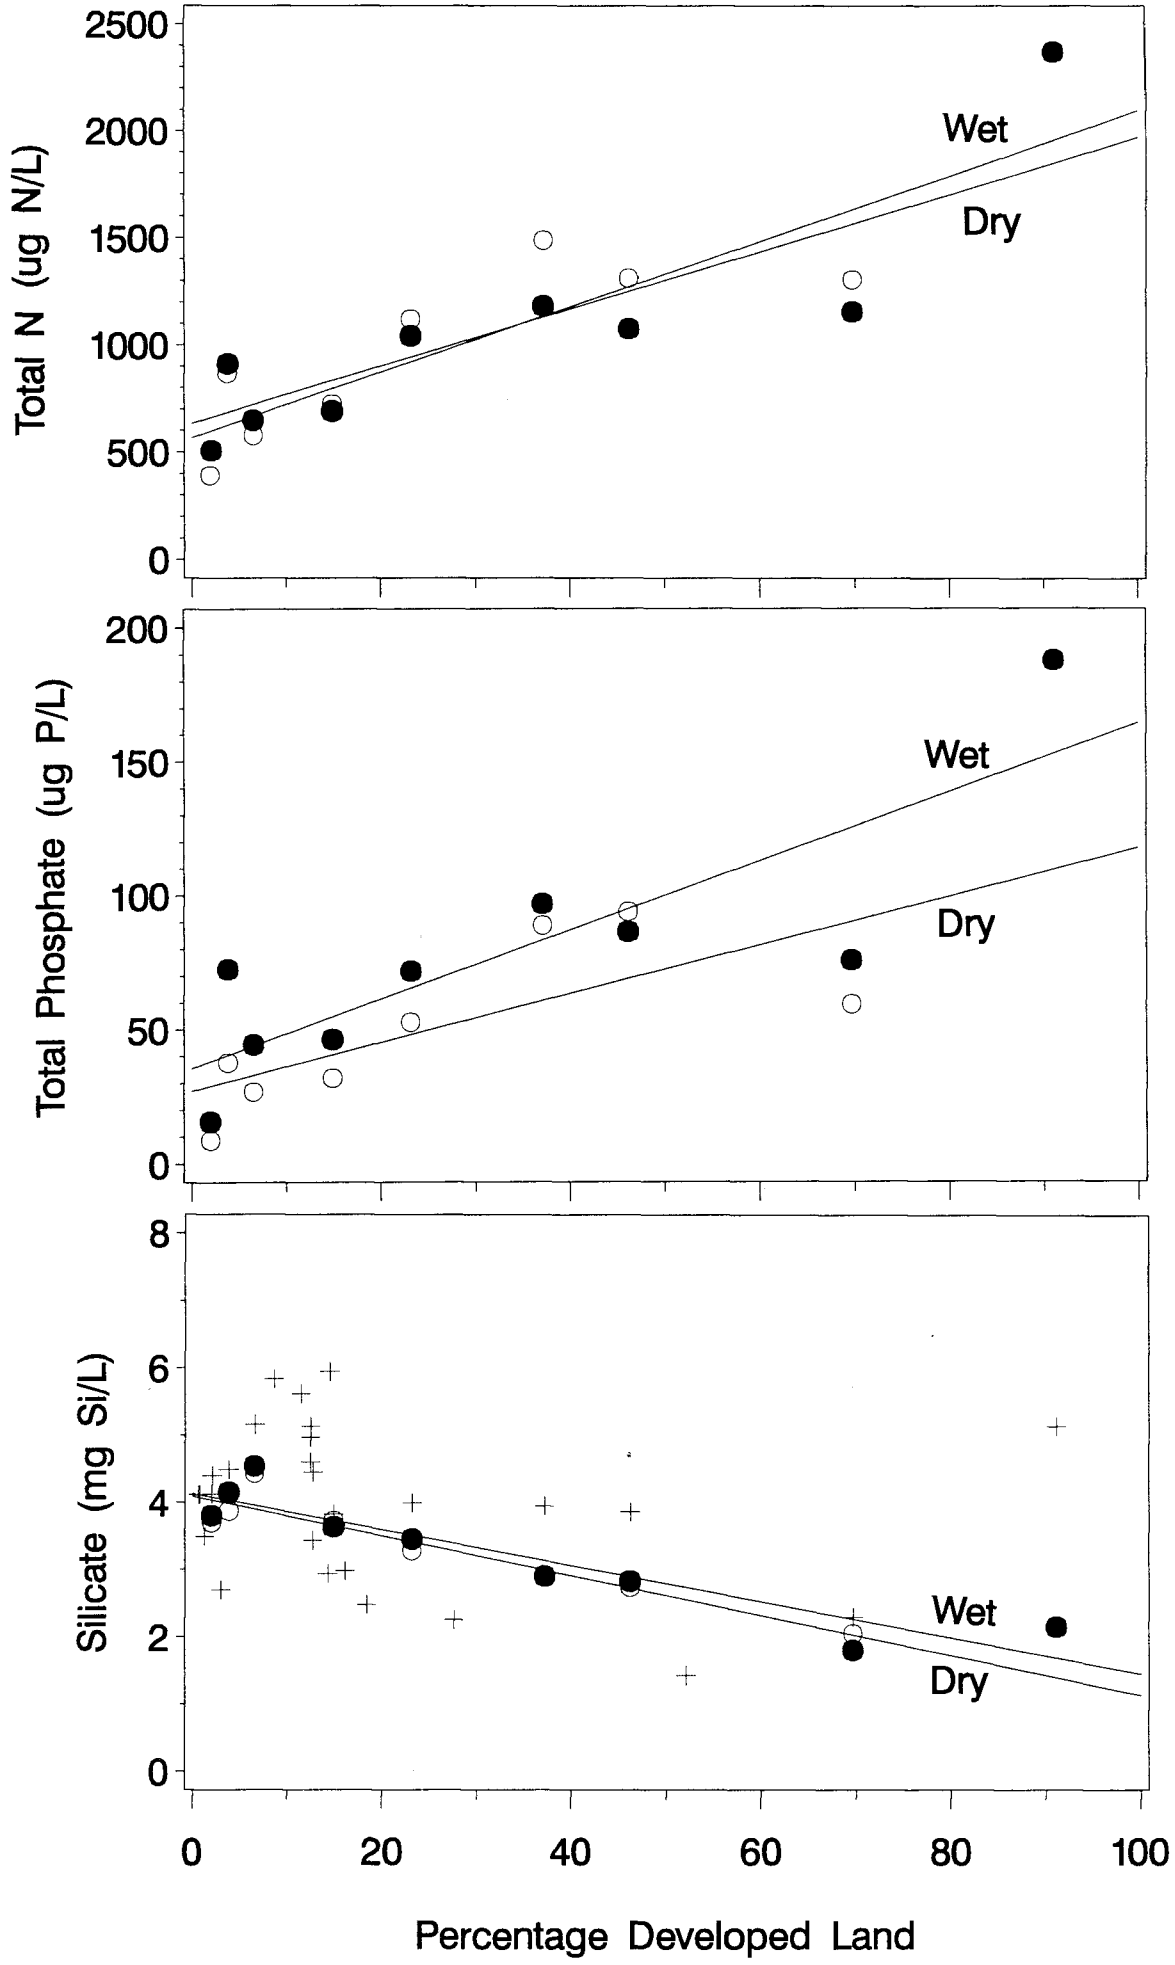 Total N (ug N/L)
2500
2000
1500
1000
500
0
Wet
Dry
Total Phosphate (ug P/L)
200
150
100
50
0
Wet
Dry
Silicate (mg Si/L)
8
6
4
2
0
Wet
Dry
0 20 40 60 80 100
Percentage Developed Land